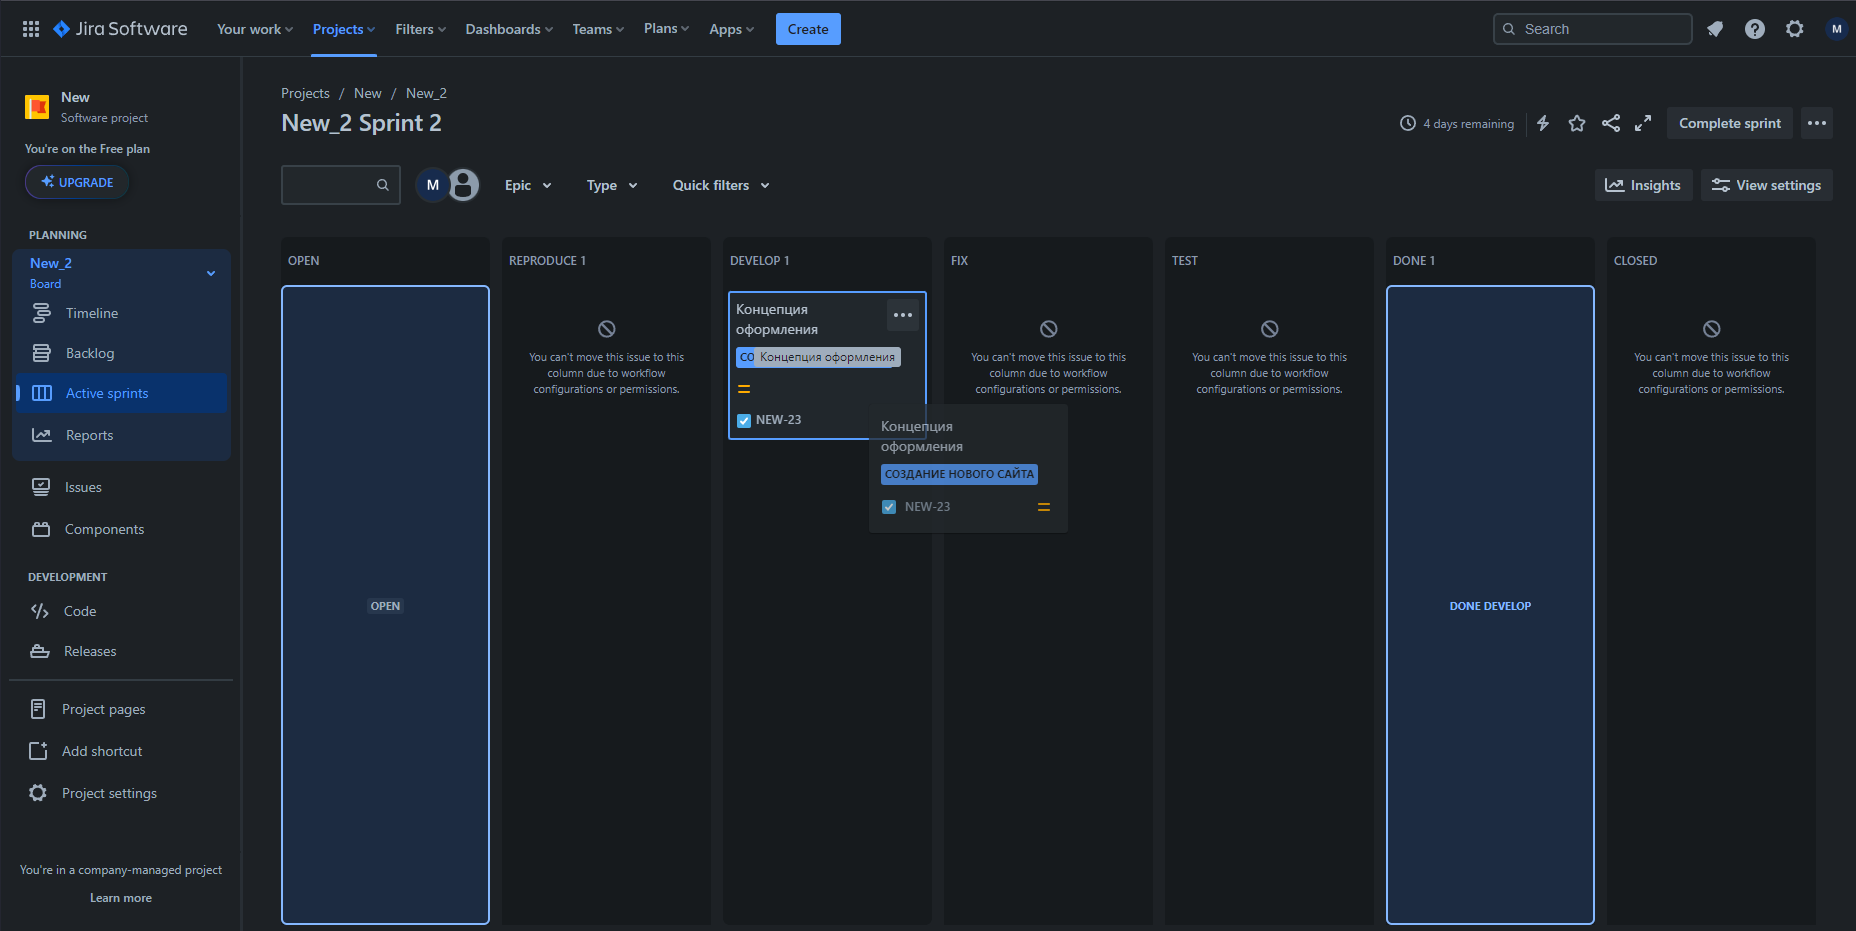 Jira Software
Your work
Projects
Filters
Dashboards
Teams
Plans
Apps
Create
Search
M
New
Software project
You're on the Free plan
UPGRADE
PLANNING
New_2
Board
Timeline
Backlog
Active sprints
Reports
Issues
Components
DEVELOPMENT
Code
Releases
Project pages
Add shortcut
Project settings
You're in a company-managed project
Learn more
Projects / New / New_2
New_2 Sprint 2
4 days remaining
Complete sprint
M
Epic
Type
Quick filters
Insights
View settings
OPEN
OPEN
REPRODUCE 1
You can't move this issue to this
column due to workflow
configurations or permissions.
DEVELOP 1
Концепция
оформления
СО
Концепция оформления
NEW-23
Концепция
оформления
СОЗДАНИЕ НОВОГО САЙТА
NEW-23
FIX
You can't move this issue to this
column due to workflow
configurations or permissions.
TEST
You can't move this issue to this
column due to workflow
configurations or permissions.
DONE 1
DONE DEVELOP
CLOSED
You can't move this issue to this
column due to workflow
configurations or permissions.